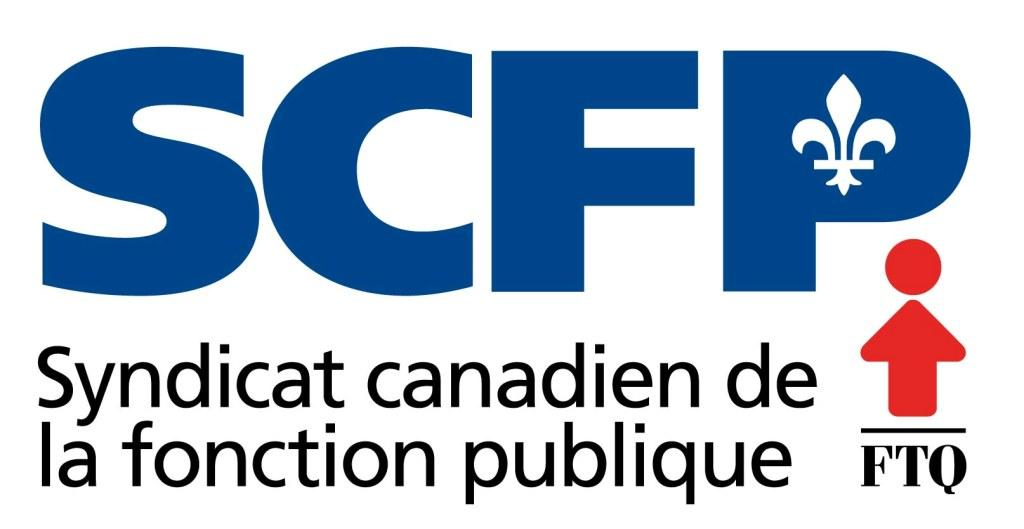 SCFP
Syndicat canadien de
la fonction publique
FTQ